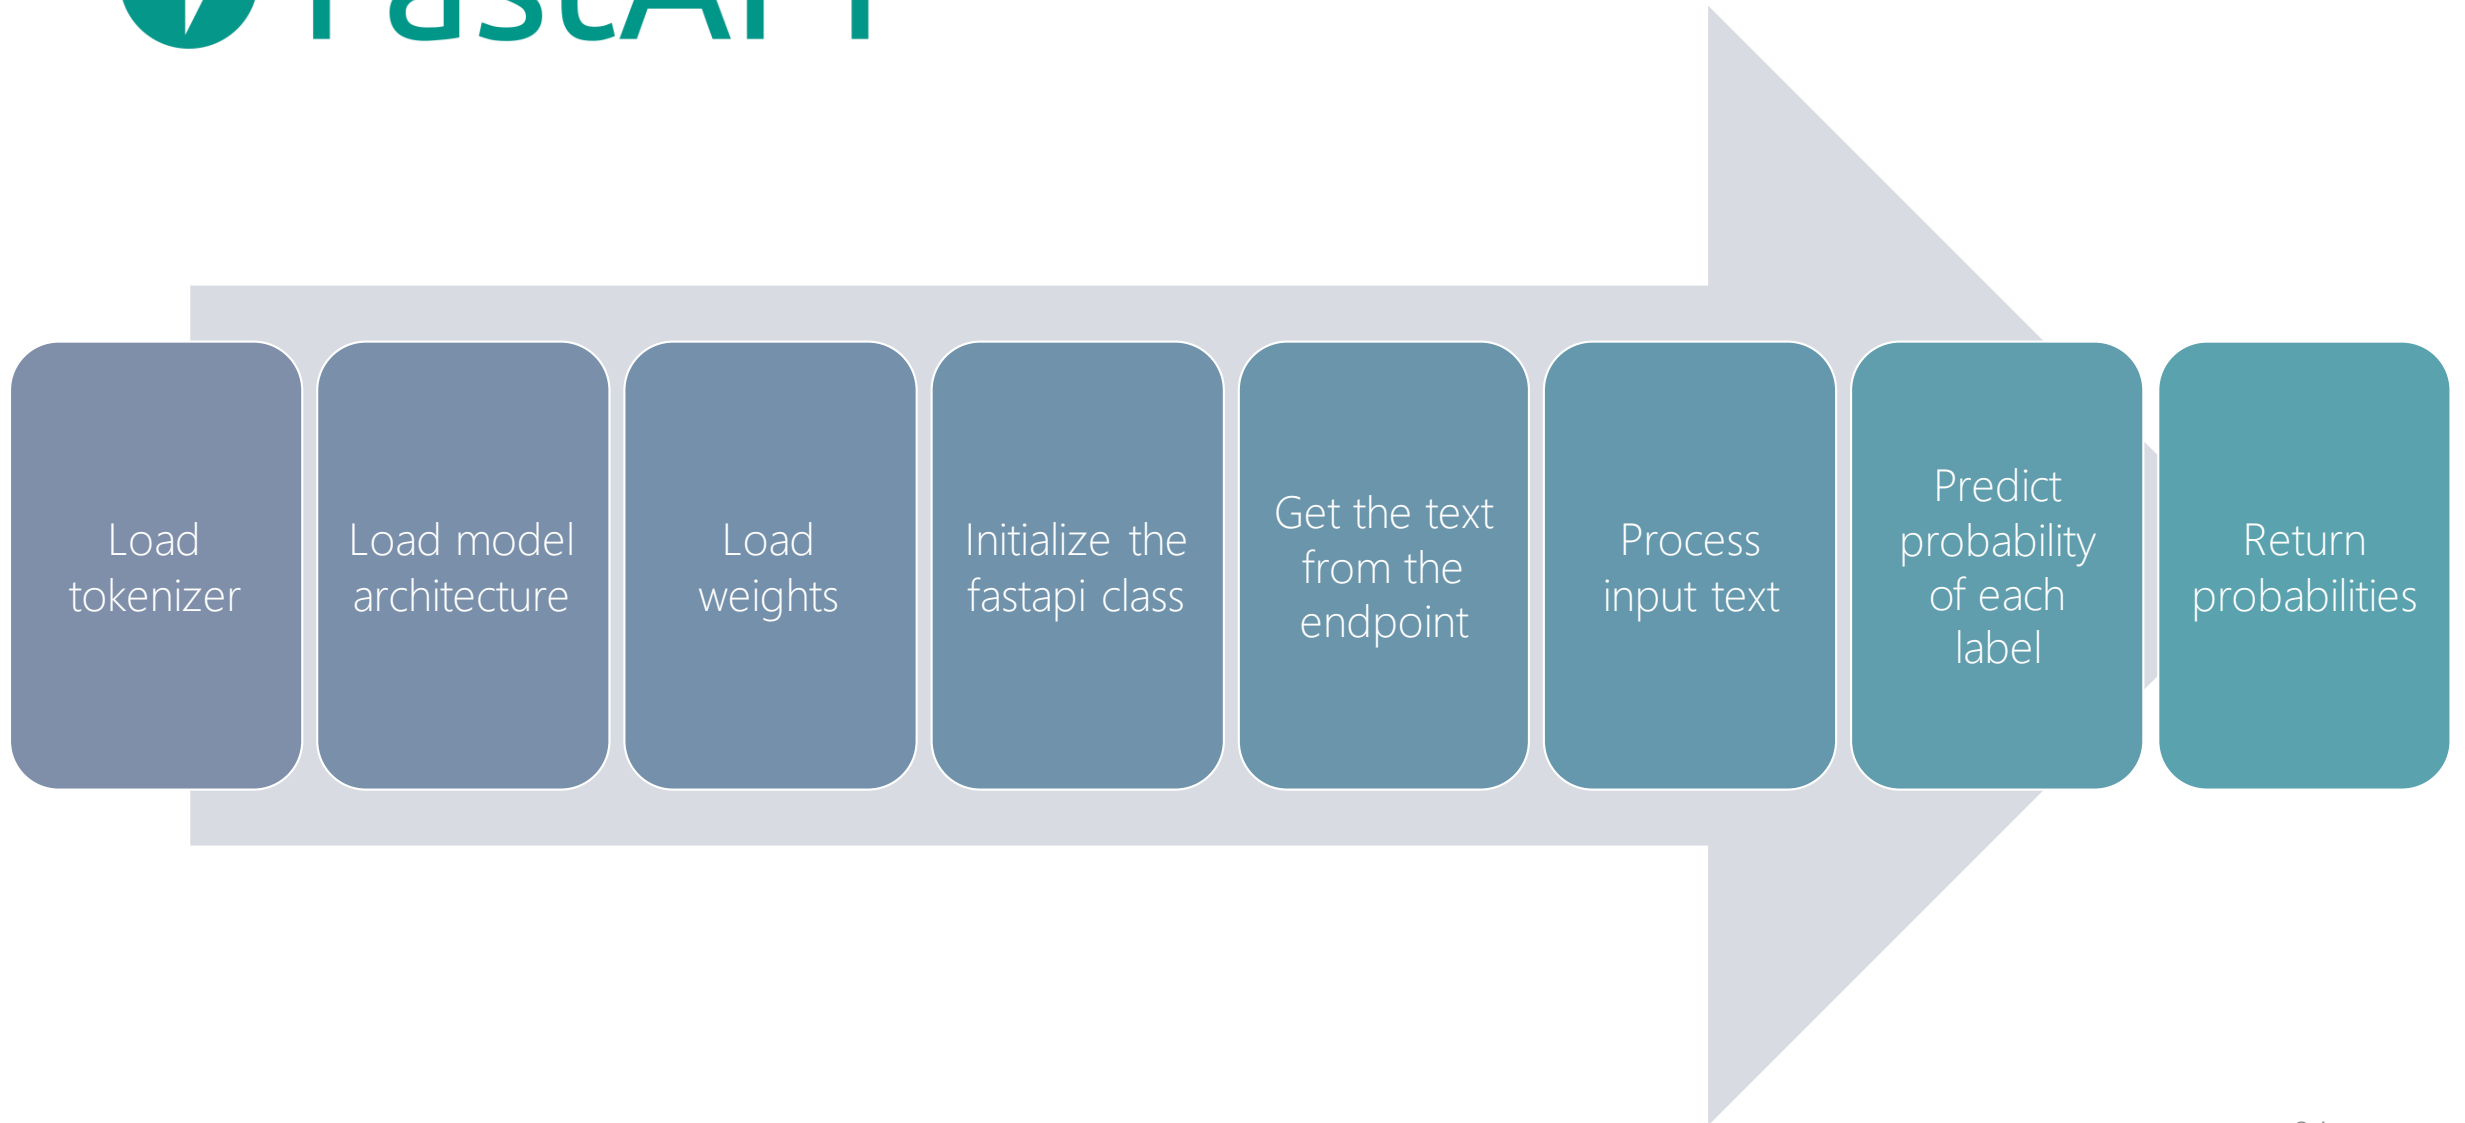 FastAPI
Load
tokenizer
Load model
architecture
Load
weights
Initialize the
fastapi class
Get the text
from the
endpoint
Process
input text
Predict
probability
of each
label
Return
probabilities